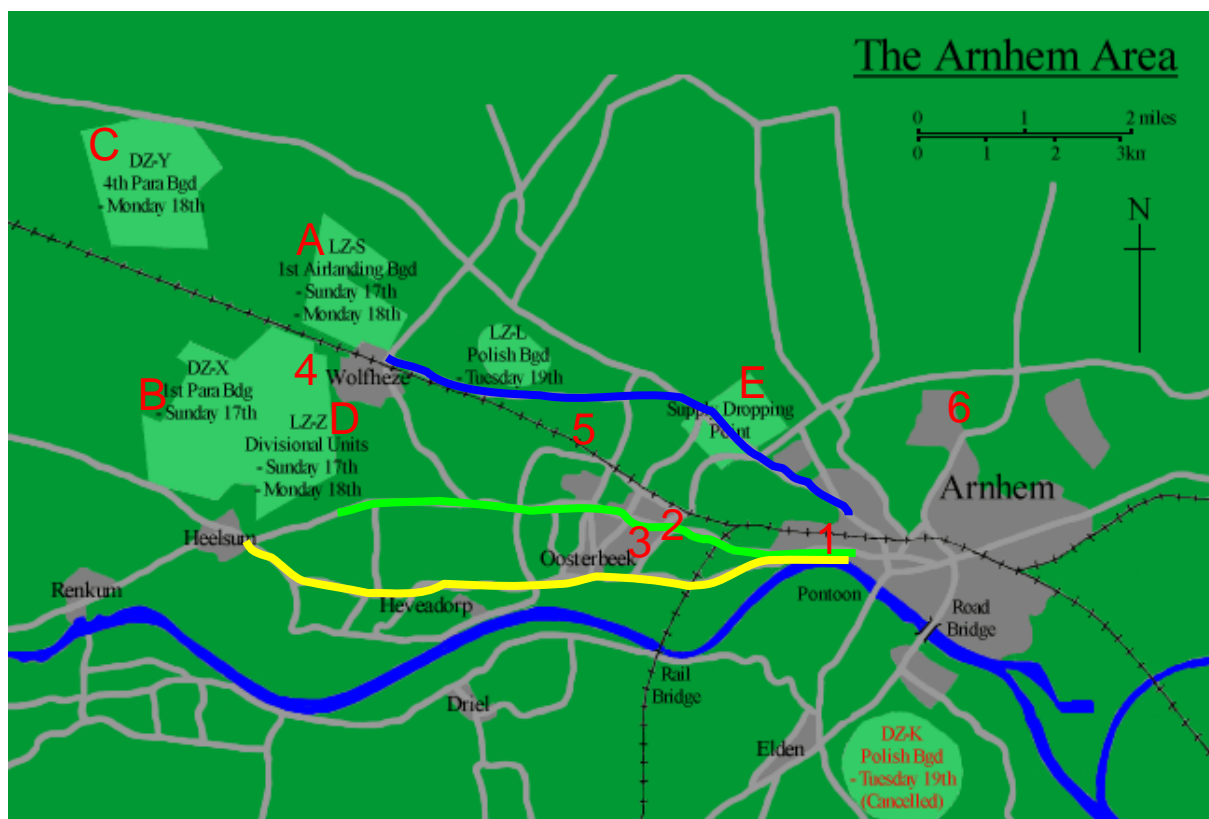 The Arnhem Area
0 1 2 miles
0 1 2 3km
N
C
DZ-Y
4th Para Bgd
- Monday 18th
A
LZ-S
1st Airlanding Bgd
- Sunday 17th
- Monday 18th
LZ-L
Polish Bgd
- Tuesday 19th
4
Wolfheze
B
DZ-X
1st Para Bdg
- Sunday 17th
D
LZ-Z
Divisional Units
- Sunday 17th
- Monday 18th
E
Supply Dropping
Point
5
6
Arnhem
Heelsum
2
3
Oosterbeek
1
Renkum
Heveadorp
Pontoon
Road
Bridge
Rail
Bridge
Driel
Elden
DZ-K
Polish Bgd
- Tuesday 19th
(Cancelled)